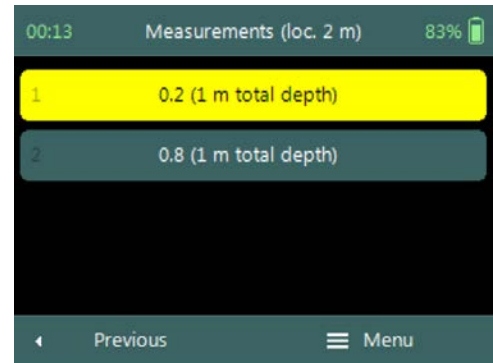 00:13 Measurements (loc. 2 m) 83%
1 0.2 (1 m total depth)
2 0.8 (1 m total depth)
Previous Menu